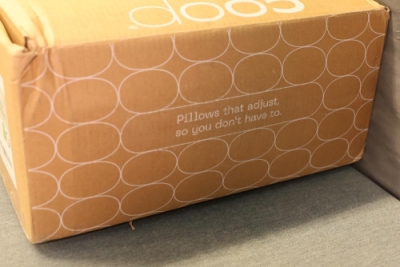 coop
Pillows that adjust,
so you don't have to.